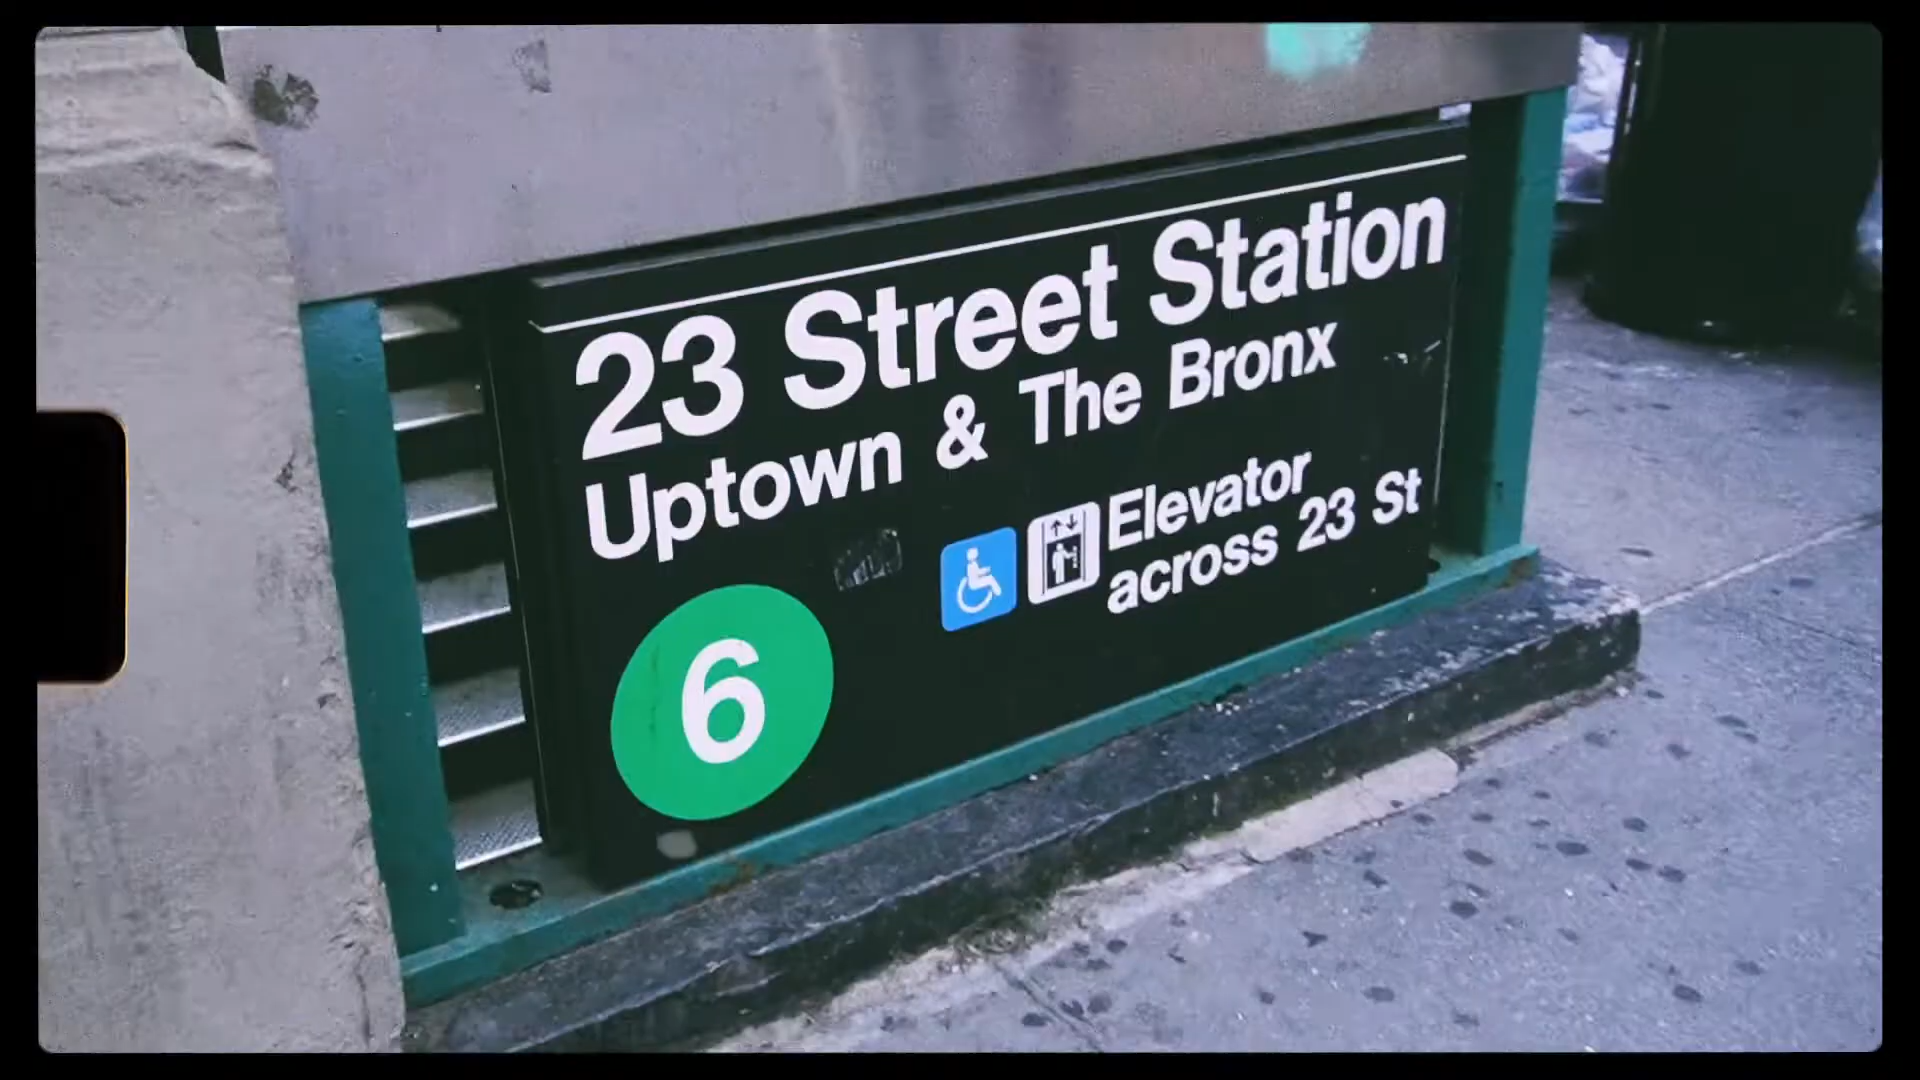 23 Street Station
Uptown & The Bronx
Elevator
across 23 St
6